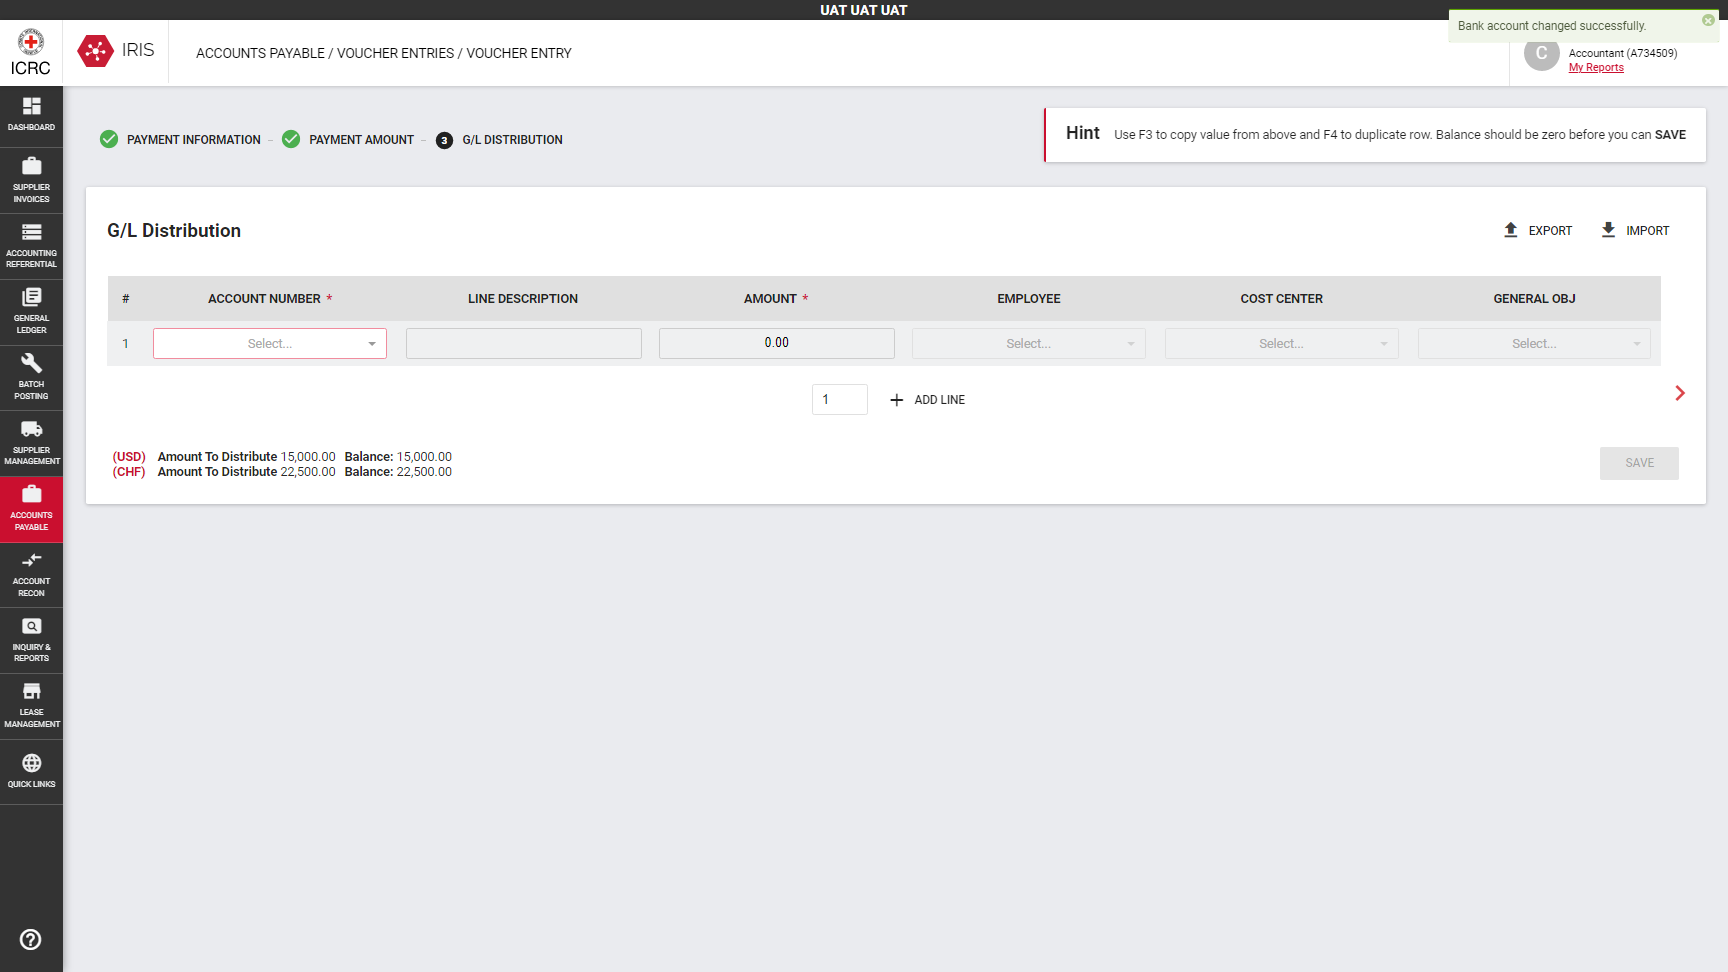 UAT UAT UAT
Bank account changed successfully.
ICRC
IRIS
ACCOUNTS PAYABLE / VOUCHER ENTRIES / VOUCHER ENTRY
C
Accountant (A734509)
My Reports
DASHBOARD
SUPPLIER
INVOICES
ACCOUNTING
REFERENTIAL
GENERAL
LEDGER
BATCH
POSTING
SUPPLIER
MANAGEMENT
ACCOUNTS
PAYABLE
ACCOUNT
RECON
INQUIRY &
REPORTS
LEASE
MANAGEMENT
QUICK LINKS
PAYMENT INFORMATION – PAYMENT AMOUNT – 3 G/L DISTRIBUTION
Hint Use F3 to copy value from above and F4 to duplicate row. Balance should be zero before you can SAVE
G/L Distribution
EXPORT IMPORT
# ACCOUNT NUMBER * LINE DESCRIPTION AMOUNT * EMPLOYEE COST CENTER GENERAL OBJ
1 Select... 0.00 Select... Select... Select...
1 + ADD LINE
(USD) Amount To Distribute 15,000.00 Balance: 15,000.00
(CHF) Amount To Distribute 22,500.00 Balance: 22,500.00
SAVE